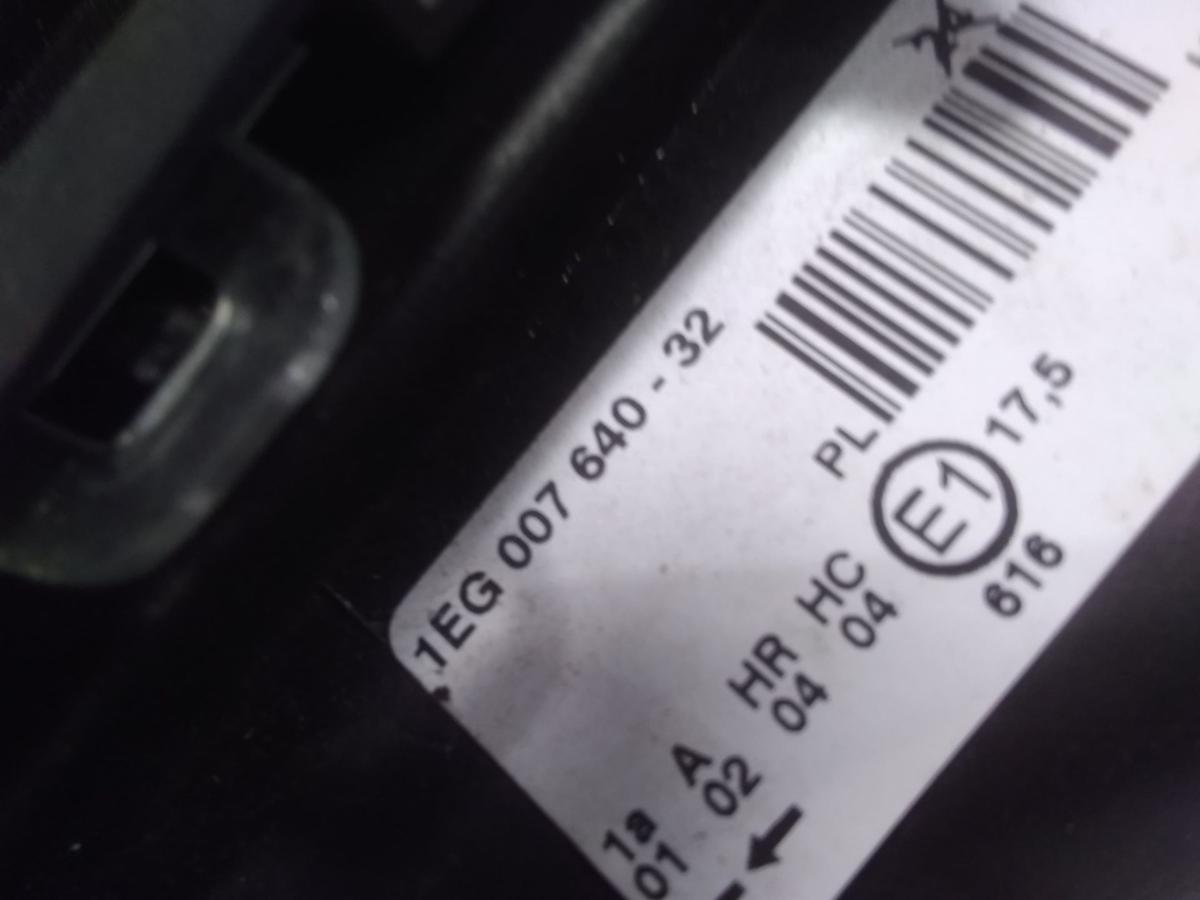 1EG 007 640 - 32
1a A HR HC PL E1 17,5
01 02 04 04 616